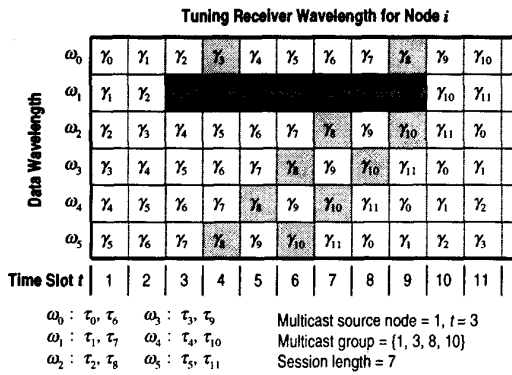 Tuning Receiver Wavelength for Node i
Data Wavelength
ω₀ γ₀ γ₁ γ₂ γ₃ γ₄ γ₅ γ₆ γ₇ γ₈ γ₉ γ₁₀
ω₁ γ₁ γ₂ γ₁₀ γ₁₁
ω₂ γ₂ γ₃ γ₄ γ₅ γ₆ γ₇ γ₈ γ₉ γ₁₀ γ₁₁ γ₀
ω₃ γ₃ γ₄ γ₅ γ₆ γ₇ γ₈ γ₉ γ₁₀ γ₁₁ γ₀ γ₁
ω₄ γ₄ γ₅ γ₆ γ₇ γ₈ γ₉ γ₁₀ γ₁₁ γ₀ γ₁ γ₂
ω₅ γ₅ γ₆ γ₇ γ₈ γ₉ γ₁₀ γ₁₁ γ₀ γ₁ γ₂ γ₃
Time Slot t 1 2 3 4 5 6 7 8 9 10 11
ω₀ : τ₀, τ₆ ω₃ : τ₃, τ₉
ω₁ : τ₁, τ₇ ω₄ : τ₄, τ₁₀
ω₂ : τ₂, τ₈ ω₅ : τ₅, τ₁₁
Multicast source node = 1, t = 3
Multicast group = {1, 3, 8, 10}
Session length = 7